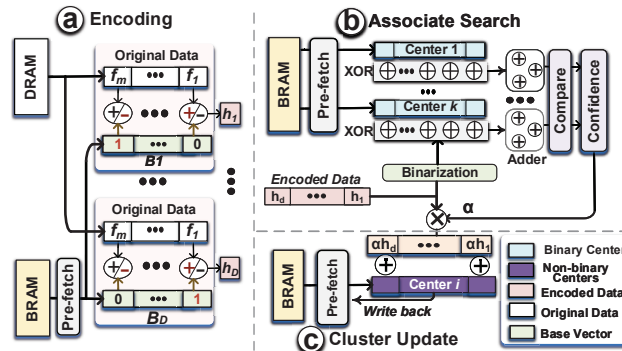 a Encoding
Original Data
DRAM
f_m ••• f_1
+ - ••• + -
h_1
1 ••• 0
B1
•••
Original Data
f_m ••• f_1
+ - ••• + -
h_D
BRAM
Pre-fetch
0 ••• 1
B_D
b Associate Search
BRAM
Pre-fetch
Center 1
XOR
•••
Center k
XOR
•••
Adder
Compare
Confidence
Binarization
Encoded Data
h_d ••• h_1
α
αh_d ••• αh_1
BRAM
Pre-fetch
Center i
Write back
c Cluster Update
Binary Center
Non-binary
Centers
Encoded Data
Original Data
Base Vector